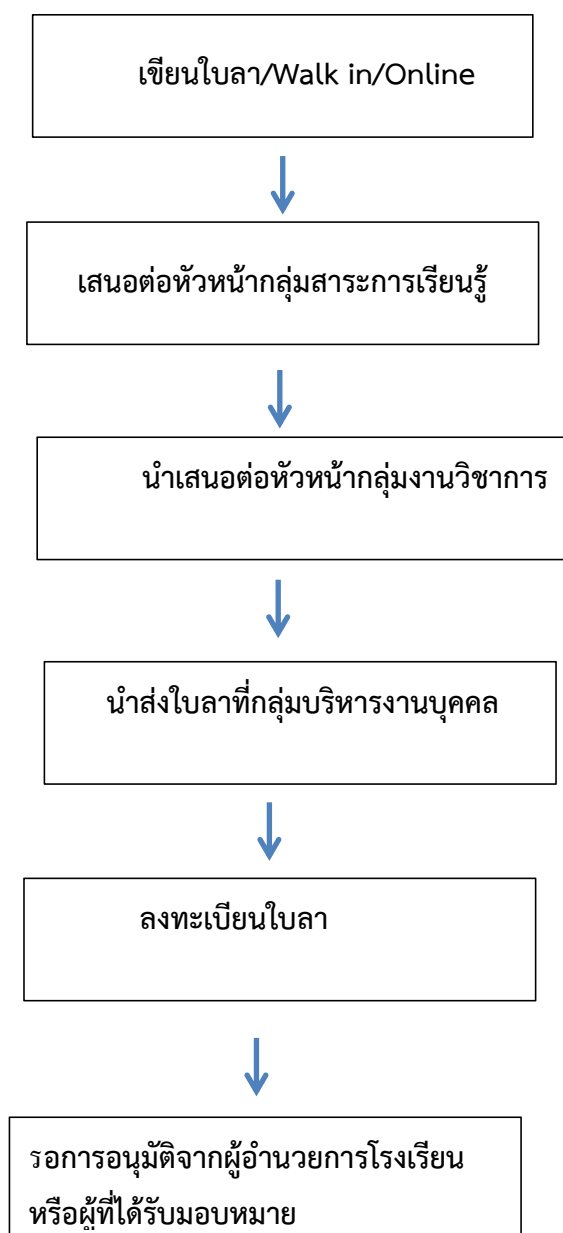 เขียนใบลา/Walk in/Online
เสนอต่อหัวหน้ากลุ่มสาระการเรียนรู้
นำเสนอต่อหัวหน้ากลุ่มงานวิชาการ
นำส่งใบลาที่กลุ่มบริหารงานบุคคล
ลงทะเบียนใบลา
รอการอนุมัติจากผู้อำนวยการโรงเรียน
หรือผู้ที่ได้รับมอบหมาย